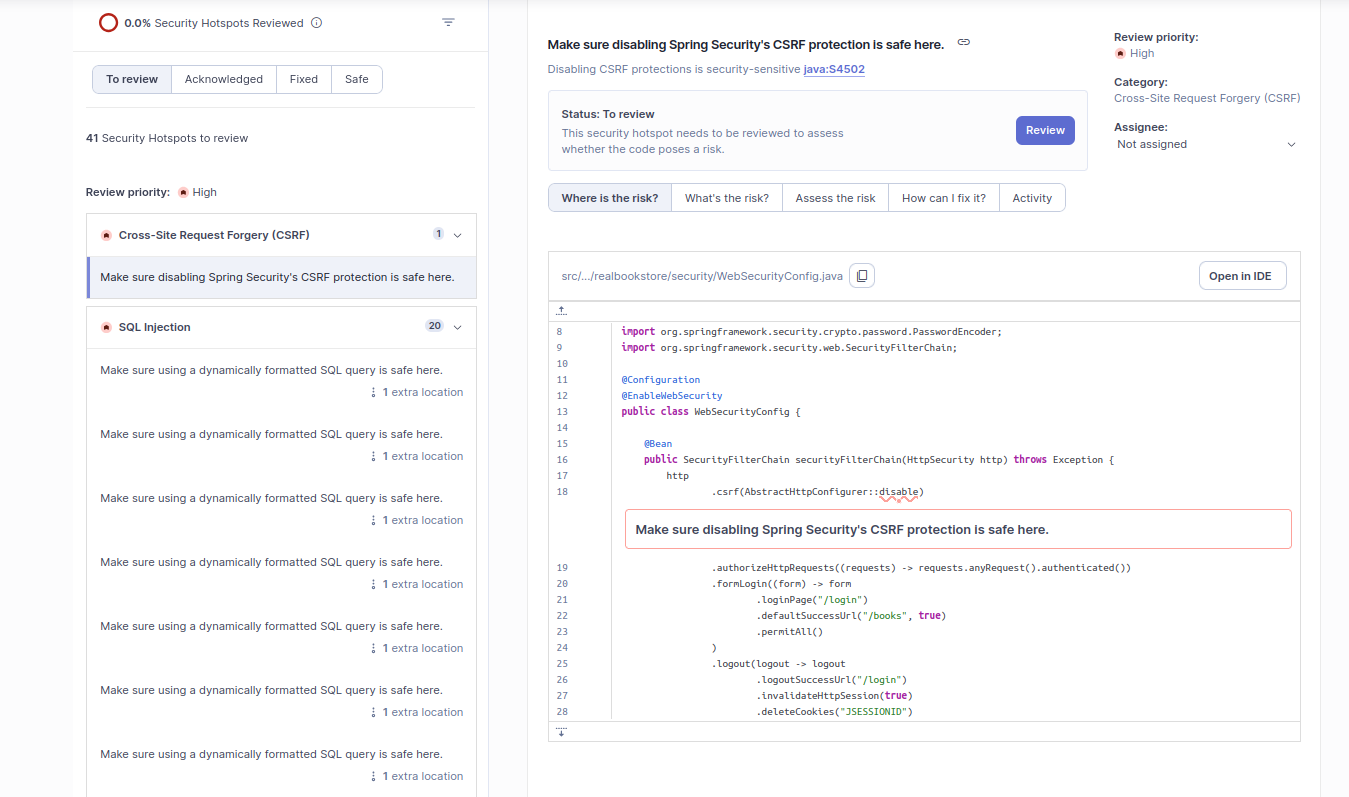 0.0% Security Hotspots Reviewed
To review Acknowledged Fixed Safe
41 Security Hotspots to review
Review priority: High
Cross-Site Request Forgery (CSRF) 1
Make sure disabling Spring Security's CSRF protection is safe here.
SQL Injection 20
Make sure using a dynamically formatted SQL query is safe here.
1 extra location
Make sure using a dynamically formatted SQL query is safe here.
1 extra location
Make sure using a dynamically formatted SQL query is safe here.
1 extra location
Make sure using a dynamically formatted SQL query is safe here.
1 extra location
Make sure using a dynamically formatted SQL query is safe here.
1 extra location
Make sure using a dynamically formatted SQL query is safe here.
1 extra location
Make sure using a dynamically formatted SQL query is safe here.
1 extra location
Make sure disabling Spring Security's CSRF protection is safe here.
Disabling CSRF protections is security-sensitive java:S4502
Status: To review
This security hotspot needs to be reviewed to assess
whether the code poses a risk.
Review
Review priority:
High
Category:
Cross-Site Request Forgery (CSRF)
Assignee:
Not assigned
Where is the risk? What's the risk? Assess the risk How can I fix it? Activity
src/.../realbookstore/security/WebSecurityConfig.java
Open in IDE
8 import org.springframework.security.crypto.password.PasswordEncoder;
9 import org.springframework.security.web.SecurityFilterChain;
10
11 @Configuration
12 @EnableWebSecurity
13 public class WebSecurityConfig {
14
15 @Bean
16 public SecurityFilterChain securityFilterChain(HttpSecurity http) throws Exception {
17 http
18 .csrf(AbstractHttpConfigurer::disable)
Make sure disabling Spring Security's CSRF protection is safe here.
19 .authorizeHttpRequests((requests) -> requests.anyRequest().authenticated())
20 .formLogin((form) -> form
21 .loginPage("/login")
22 .defaultSuccessUrl("/books", true)
23 .permitAll()
24 )
25 .logout(logout -> logout
26 .logoutSuccessUrl("/login")
27 .invalidateHttpSession(true)
28 .deleteCookies("JSESSIONID")